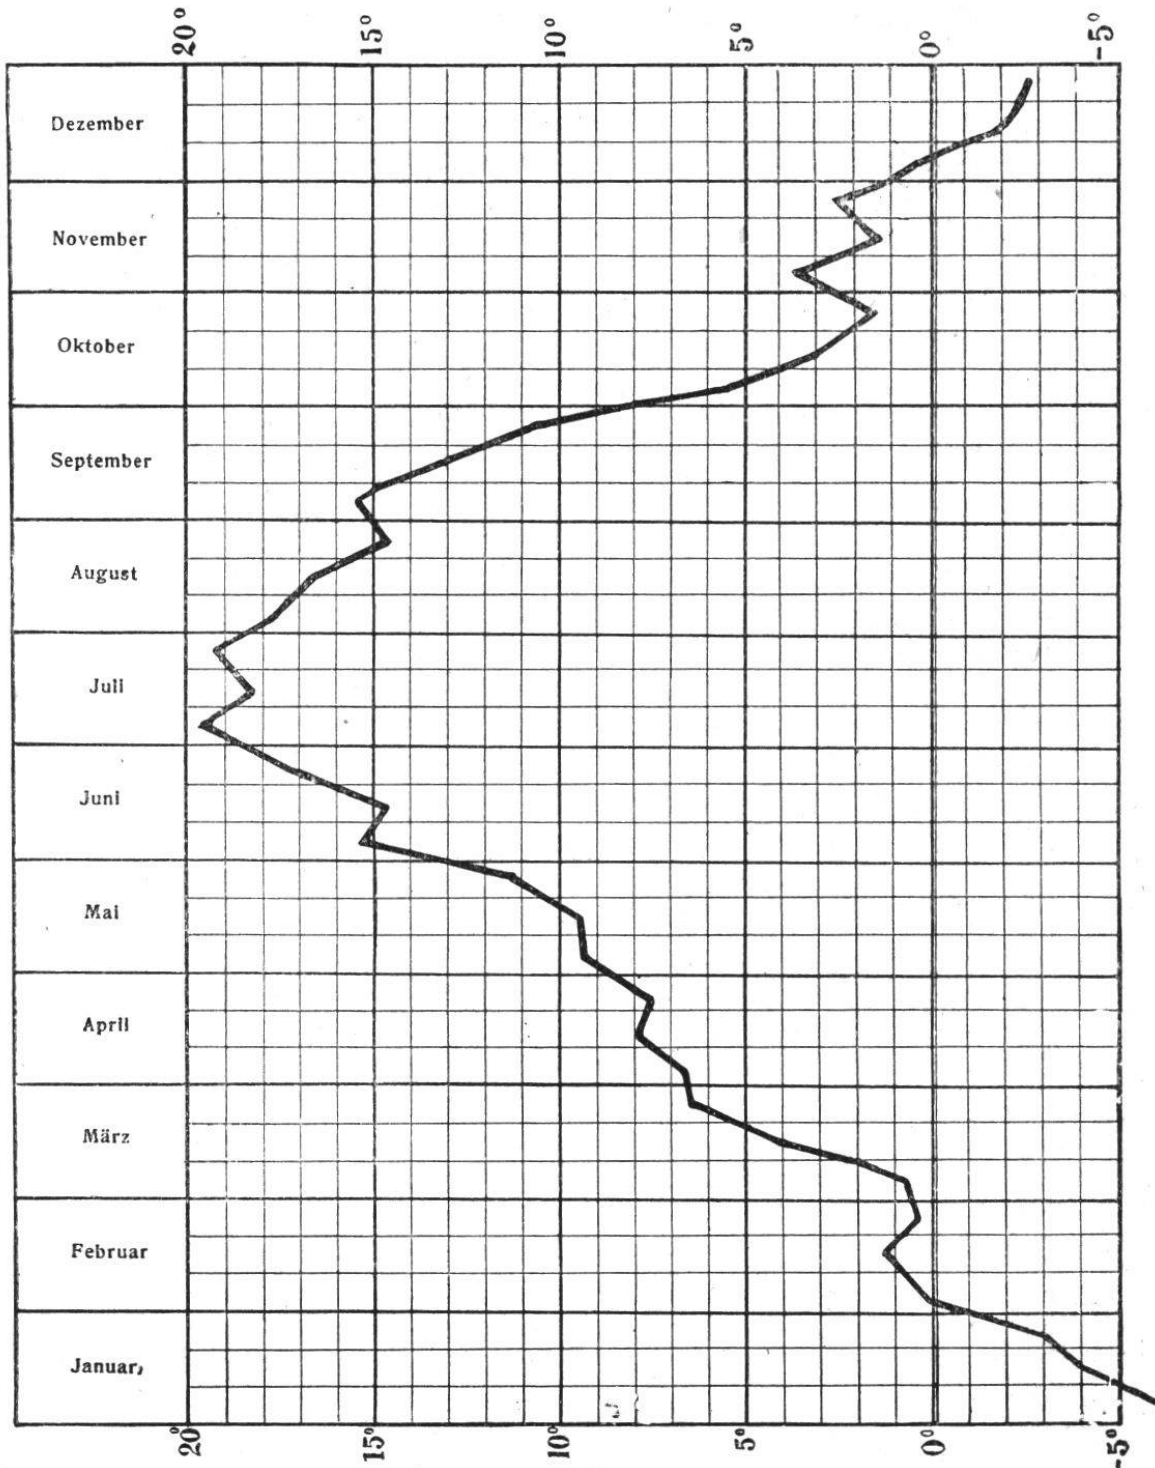 20° 15° 10° 5° 0° -5°
Dezember
November
Oktober
September
August
Juli
Juni
Mai
April
März
Februar
Januar
20° 15° 10° 5° 0° -5°